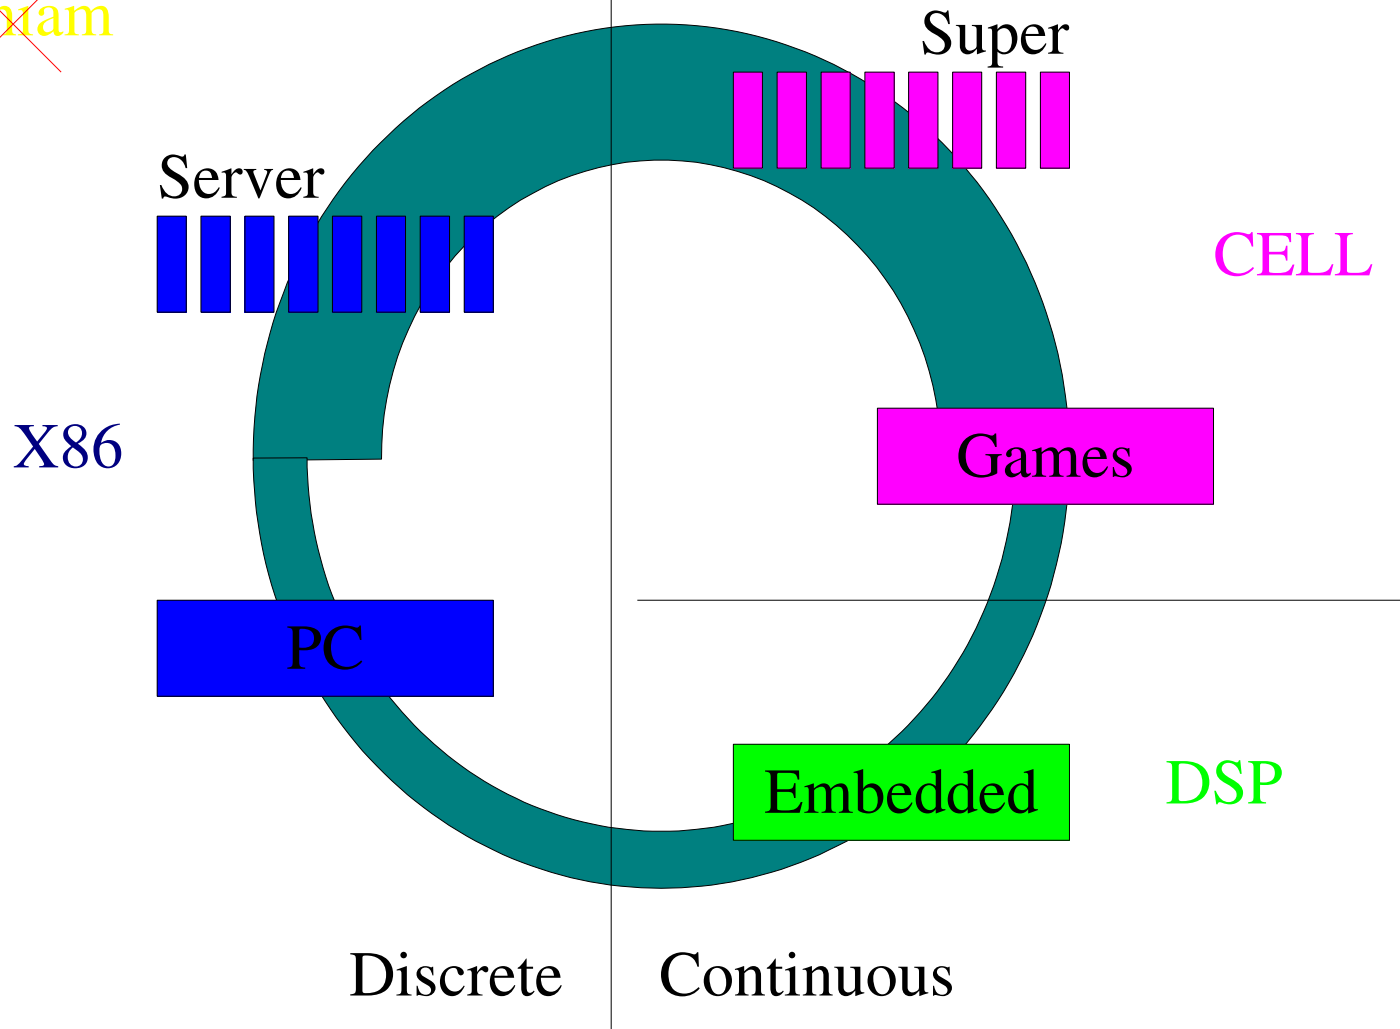 Super
Server
CELL
X86
Games
PC
DSP
Embedded
Discrete
Continuous